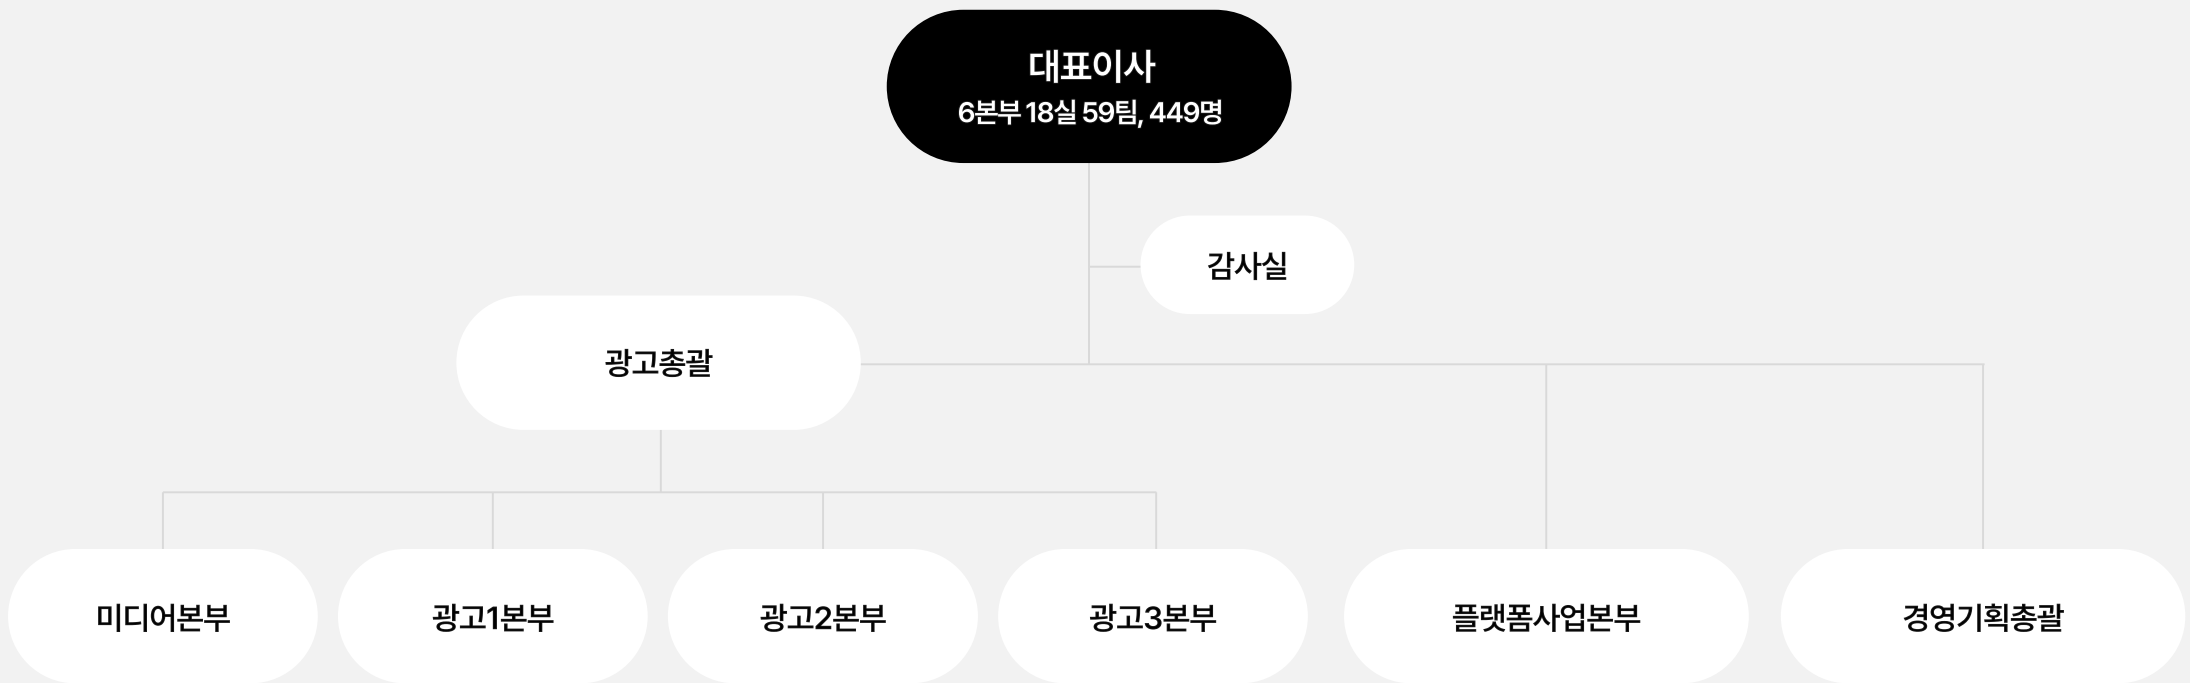 대표이사
6본부 18실 59팀, 449명
감사실
광고총괄
미디어본부
광고1본부
광고2본부
광고3본부
플랫폼사업본부
경영기획총괄